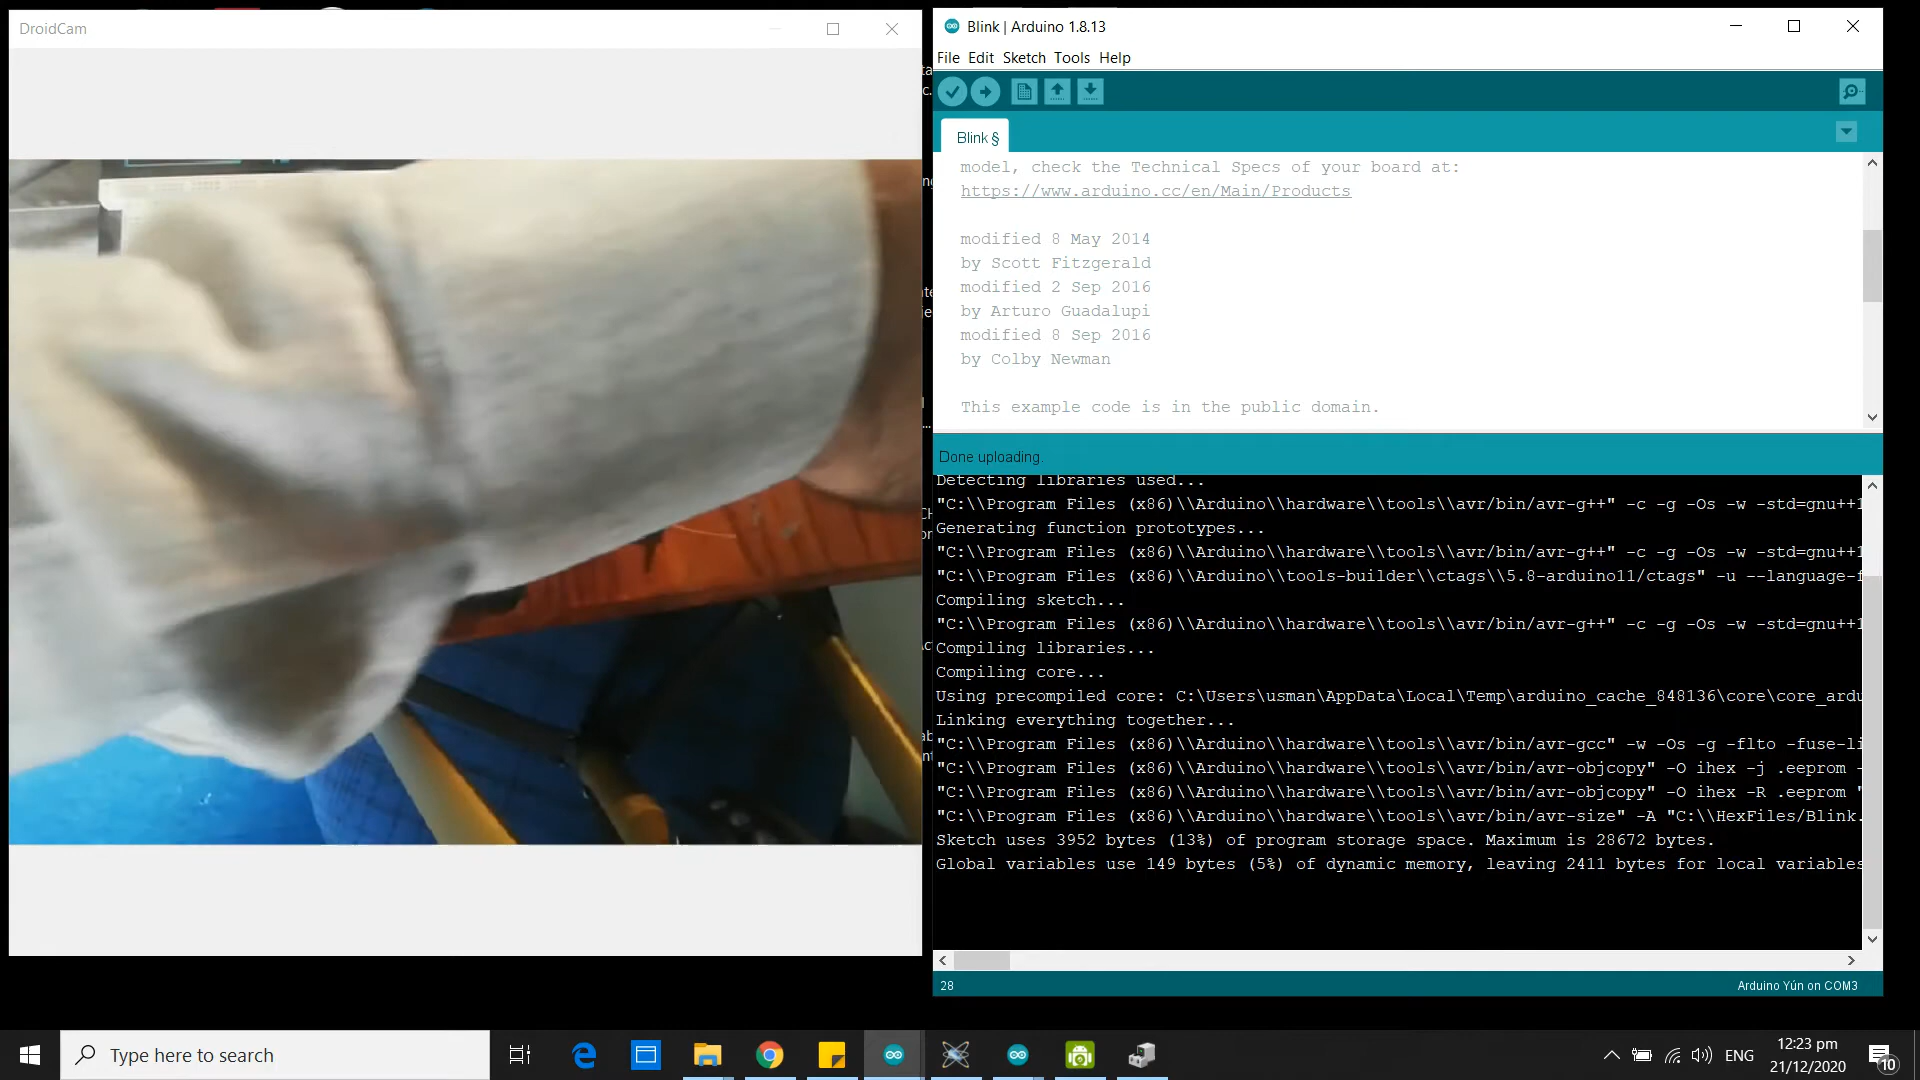 DroidCam
Blink | Arduino 1.8.13
File Edit Sketch Tools Help
Blink §
model, check the Technical Specs of your board at:
https://www.arduino.cc/en/Main/Products
modified 8 May 2014
by Scott Fitzgerald
modified 2 Sep 2016
by Arturo Guadalupi
modified 8 Sep 2016
by Colby Newman
This example code is in the public domain.
Done uploading.
Detecting libraries used...
"C:\\Program Files (x86)\\Arduino\\hardware\\tools\\avr/bin/avr-g++" -c -g -Os -w -std=gnu++1
Generating function prototypes...
"C:\\Program Files (x86)\\Arduino\\hardware\\tools\\avr/bin/avr-g++" -c -g -Os -w -std=gnu++1
"C:\\Program Files (x86)\\Arduino\\tools-builder\\ctags\\5.8-arduino11/ctags" -u --language-f
Compiling sketch...
"C:\\Program Files (x86)\\Arduino\\hardware\\tools\\avr/bin/avr-g++" -c -g -Os -w -std=gnu++1
Compiling libraries...
Compiling core...
Using precompiled core: C:\Users\usman\AppData\Local\Temp\arduino_cache_848136\core\core_ardu
Linking everything together...
"C:\\Program Files (x86)\\Arduino\\hardware\\tools\\avr/bin/avr-gcc" -w -Os -g -flto -fuse-li
"C:\\Program Files (x86)\\Arduino\\hardware\\tools\\avr/bin/avr-objcopy" -O ihex -j .eeprom -
"C:\\Program Files (x86)\\Arduino\\hardware\\tools\\avr/bin/avr-objcopy" -O ihex -R .eeprom "
"C:\\Program Files (x86)\\Arduino\\hardware\\tools\\avr/bin/avr-size" -A "C:\\HexFiles/Blink.
Sketch uses 3952 bytes (13%) of program storage space. Maximum is 28672 bytes.
Global variables use 149 bytes (5%) of dynamic memory, leaving 2411 bytes for local variables
28
Arduino Yún on COM3
Type here to search
ENG
12:23 pm
21/12/2020
10